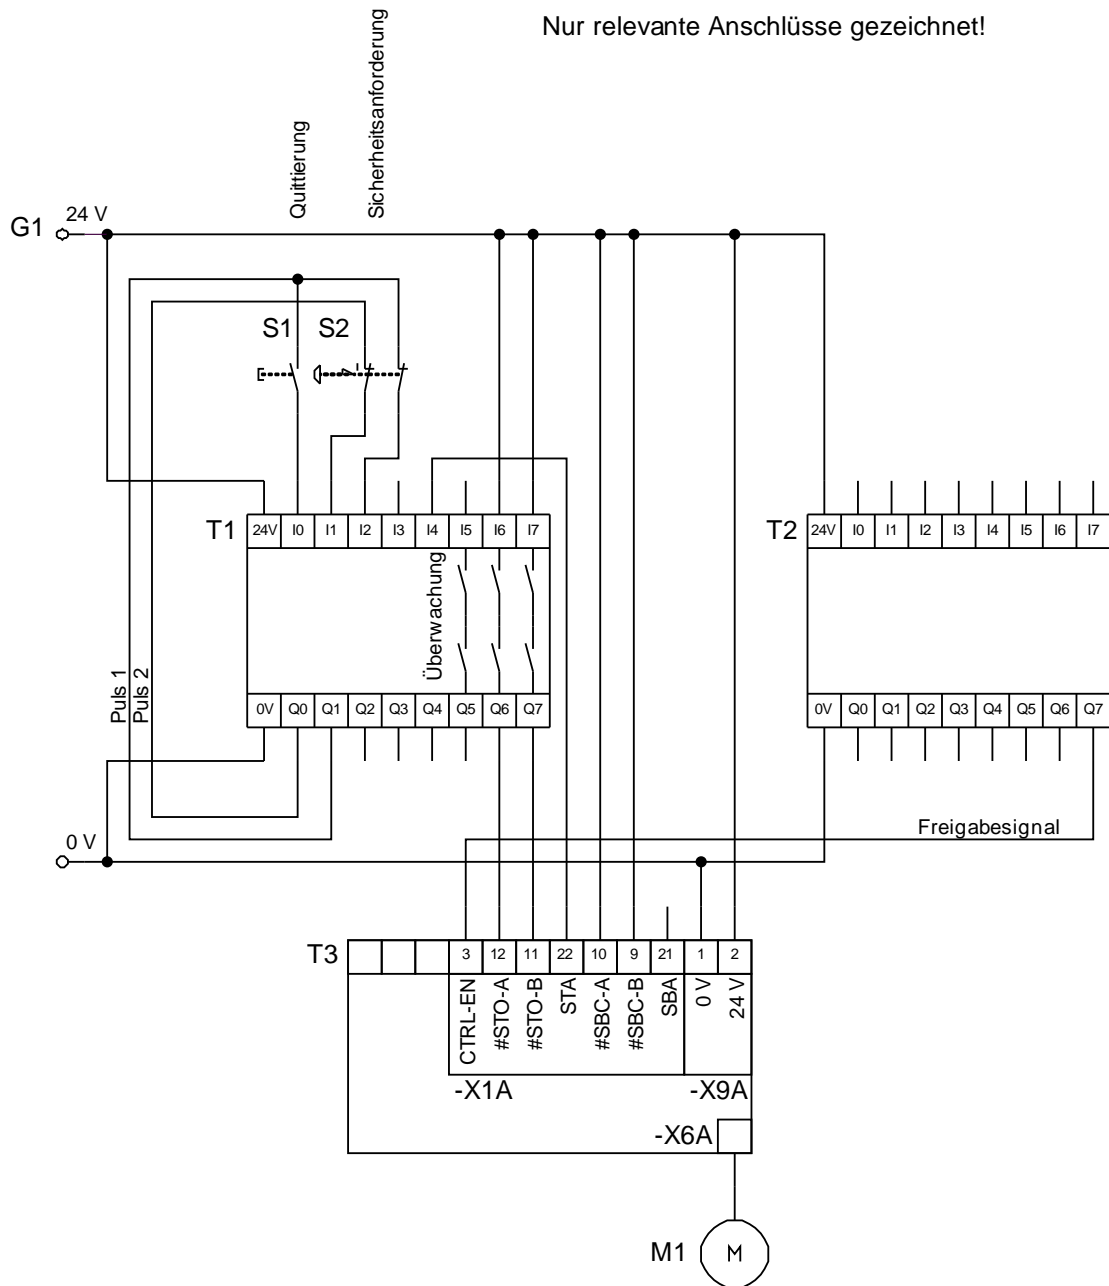 Nur relevante Anschlüsse gezeichnet!
Quittierung
Sicherheitsanforderung
G1
24 V
S1
S2
T1
24V I0 I1 I2 I3 I4 I5 I6 I7
Überwachung
0V Q0 Q1 Q2 Q3 Q4 Q5 Q6 Q7
T2
24V I0 I1 I2 I3 I4 I5 I6 I7
0V Q0 Q1 Q2 Q3 Q4 Q5 Q6 Q7
Puls 1
Puls 2
0 V
Freigabesignal
T3
3 12 11 22 10 9 21 1 2
CTRL-EN
#STO-A
#STO-B
STA
#SBC-A
#SBC-B
SBA
0 V
24 V
-X1A
-X9A
-X6A
M1
M